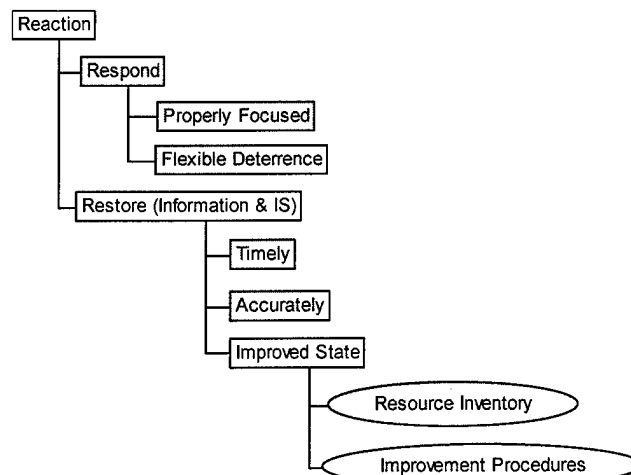 Reaction
Respond
Properly Focused
Flexible Deterrence
Restore (Information & IS)
Timely
Accurately
Improved State
Resource Inventory
Improvement Procedures